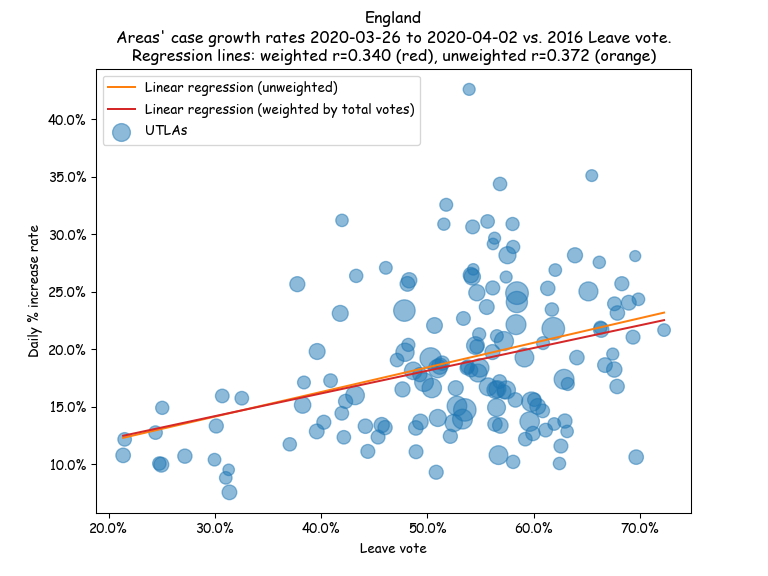 England
Areas' case growth rates 2020-03-26 to 2020-04-02 vs. 2016 Leave vote.
Regression lines: weighted r=0.340 (red), unweighted r=0.372 (orange)
Linear regression (unweighted)
Linear regression (weighted by total votes)
UTLAs
40.0%
35.0%
30.0%
25.0%
20.0%
15.0%
10.0%
Daily % increase rate
20.0% 30.0% 40.0% 50.0% 60.0% 70.0%
Leave vote